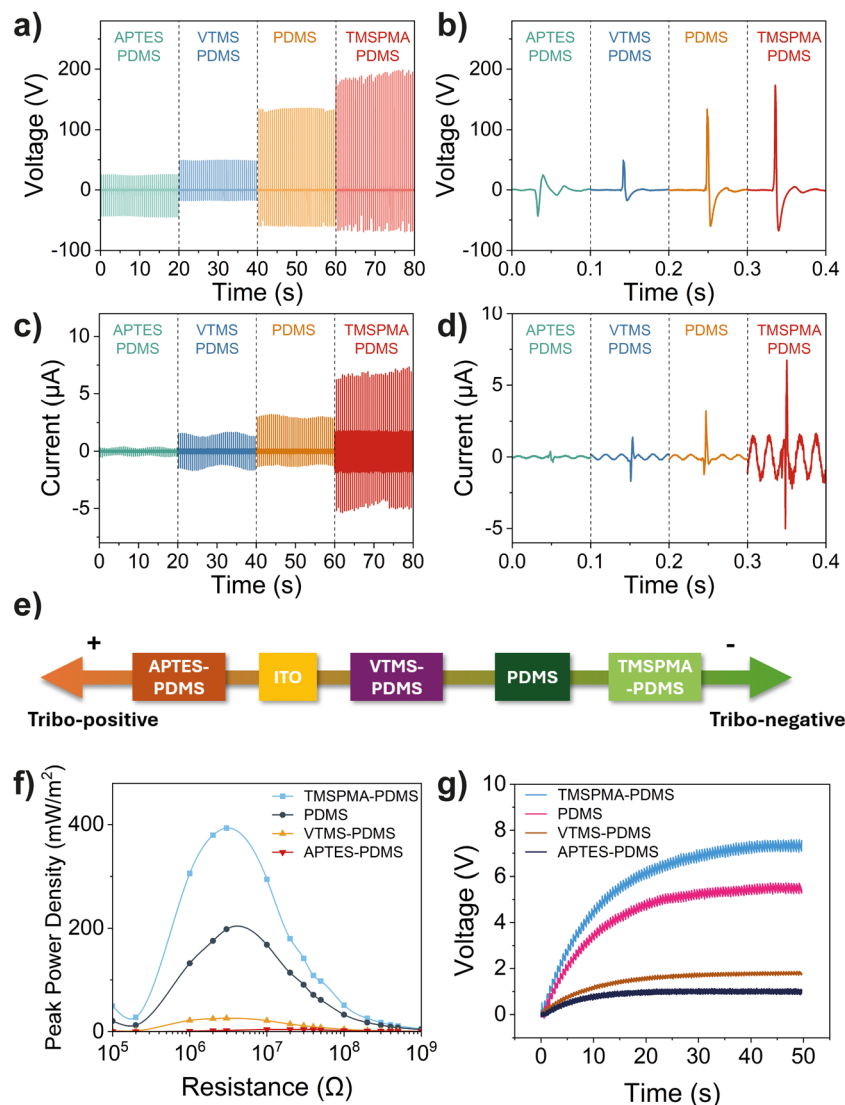 a)
APTES VTMS PDMS TMSPMA
PDMS PDMS PDMS
Voltage (V)
200
100
0
-100
0 10 20 30 40 50 60 70 80
Time (s)
b)
APTES VTMS PDMS TMSPMA
PDMS PDMS PDMS
Voltage (V)
200
100
0
-100
0.0 0.1 0.2 0.3 0.4
Time (s)
c)
APTES VTMS PDMS TMSPMA
PDMS PDMS PDMS
Current (μA)
10
5
0
-5
0 10 20 30 40 50 60 70 80
Time (s)
d)
APTES VTMS PDMS TMSPMA
PDMS PDMS PDMS
Current (μA)
10
5
0
-5
0.0 0.1 0.2 0.3 0.4
Time (s)
e)
+ -
APTES- ITO VTMS- PDMS TMSPMA
PDMS PDMS -PDMS
Tribo-positive Tribo-negative
f)
Peak Power Density (mW/m²)
400
200
0
TMSPMA-PDMS
PDMS
VTMS-PDMS
APTES-PDMS
10⁵ 10⁶ 10⁷ 10⁸ 10⁹
Resistance (Ω)
g)
Voltage (V)
10
8
6
4
2
0
TMSPMA-PDMS
PDMS
VTMS-PDMS
APTES-PDMS
0 10 20 30 40 50
Time (s)